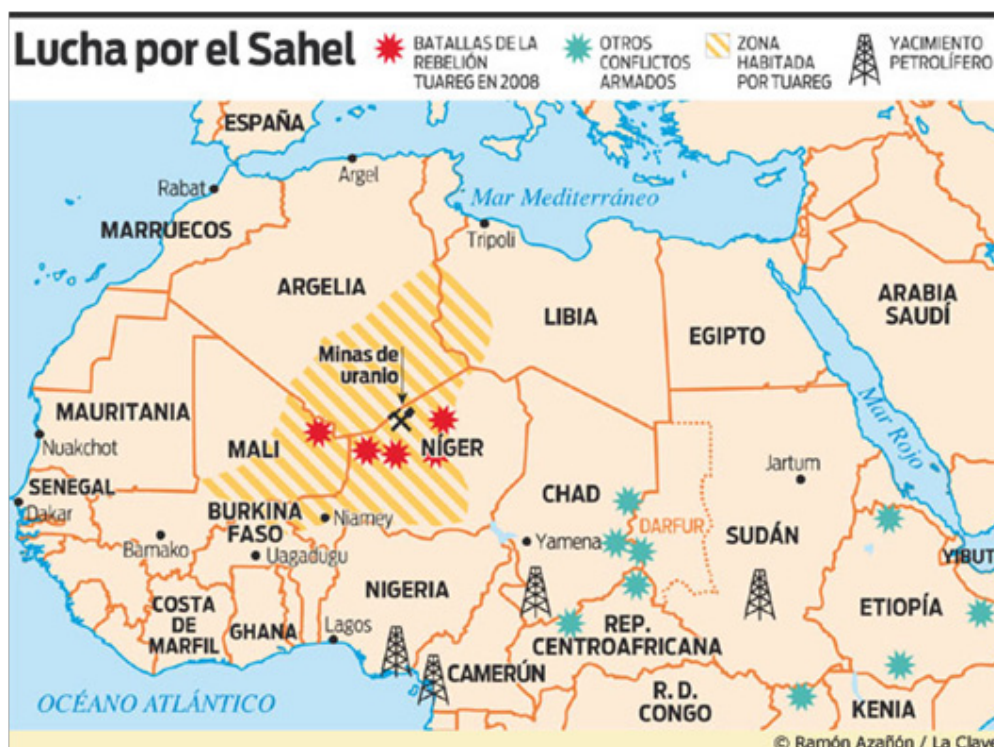 Lucha por el Sahel
BATALLAS DE LA
REBELIÓN
TUAREG EN 2008
OTROS
CONFLICTOS
ARMADOS
ZONA
HABITADA
POR TUAREG
YACIMIENTO
PETROLÍFERO
ESPAÑA
Argel
Rabat
Mar Mediterráneo
MARRUECOS
Tripoli
ARGELIA
LIBIA
EGIPTO
ARABIA
SAUDÍ
Minas de
uranio
MAURITANIA
Mar Rojo
Nuakchot
MALI
NÍGER
Jartum
SENEGAL
Dakar
BURKINA
FASO
Niamey
CHAD
DARFUR
SUDÁN
Bamako
Uagadugu
Yamena
YIBUT
NIGERIA
ETIOPÍA
COSTA
DE
MARFIL
GHANA
Lagos
REP.
CENTROAFRICANA
CAMERÚN
OCÉANO ATLÁNTICO
R. D.
CONGO
KENIA
© Ramón Azañón / La Clave